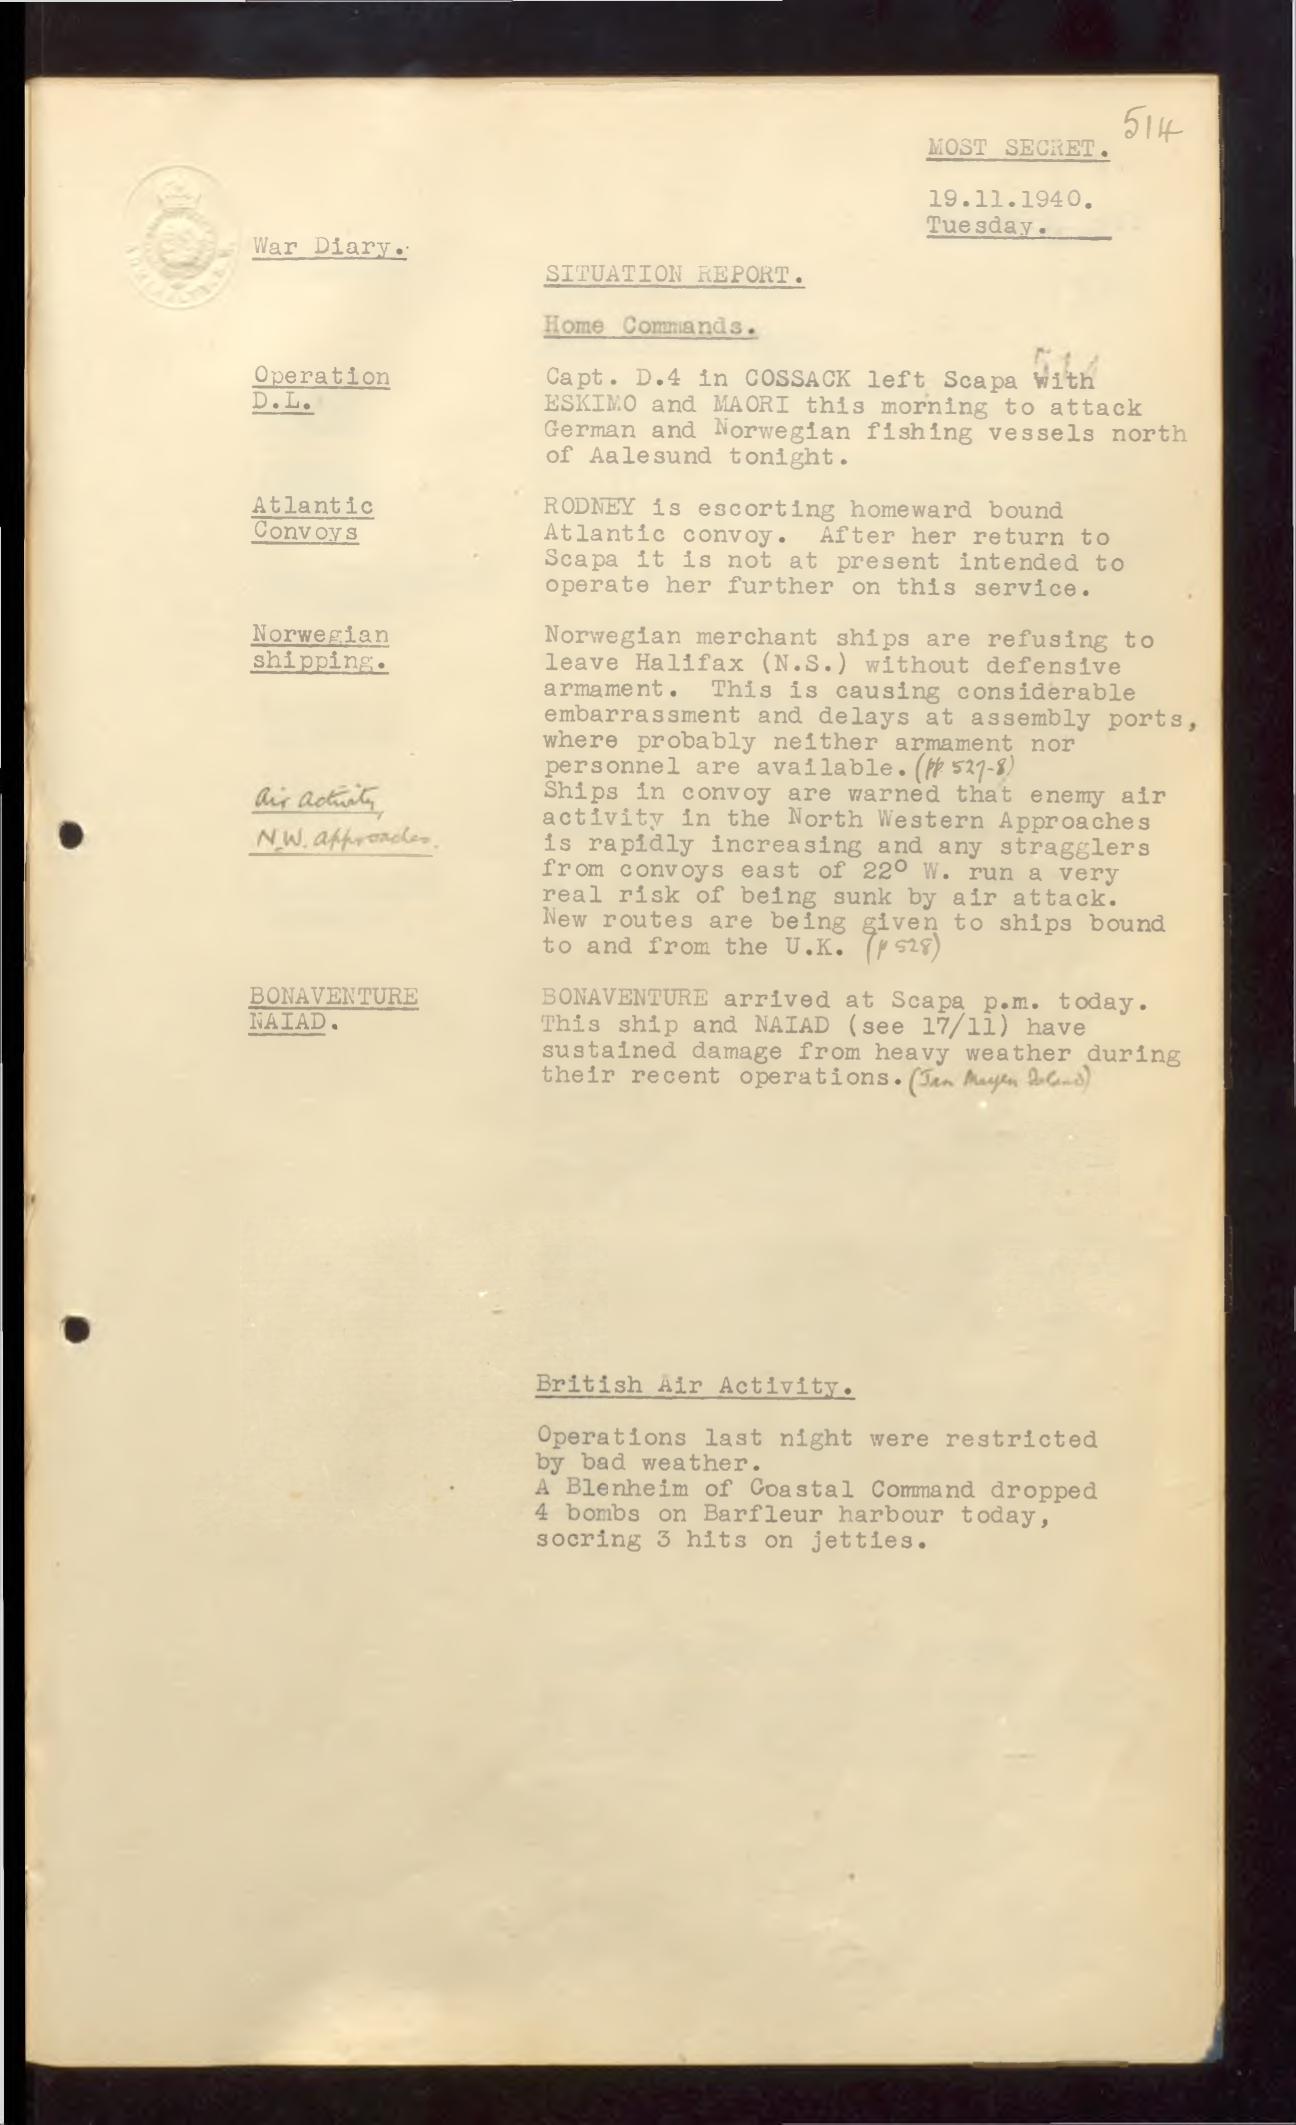 514
MOST SECRET.
19.11.1940.
Tuesday.
War Diary.
SITUATION REPORT.
Home Commands.
Operation
D.L.
Capt. D.4 in COSSACK left Scapa with
ESKIMO and MAORI this morning to attack
German and Norwegian fishing vessels north
of Aalesund tonight.
Atlantic
Convoys
RODNEY is escorting homeward bound
Atlantic convoy. After her return to
Scapa it is not at present intended to
operate her further on this service.
Norwegian
shipping.
Norwegian merchant ships are refusing to
leave Halifax (N.S.) without defensive
armament. This is causing considerable
embarrassment and delays at assembly ports,
where probably neither armament nor
personnel are available. (pp 527-8)
Air Activity,
N.W. Approaches.
Ships in convoy are warned that enemy air
activity in the North Western Approaches
is rapidly increasing and any stragglers
from convoys east of 22° W. run a very
real risk of being sunk by air attack.
New routes are being given to ships bound
to and from the U.K. (p 528)
BONAVENTURE
NAIAD.
BONAVENTURE arrived at Scapa p.m. today.
This ship and NAIAD (see 17/11) have
sustained damage from heavy weather during
their recent operations. (Jan Mayen Island)
British Air Activity.
Operations last night were restricted
by bad weather.
A Blenheim of Coastal Command dropped
4 bombs on Barfleur harbour today,
socring 3 hits on jetties.